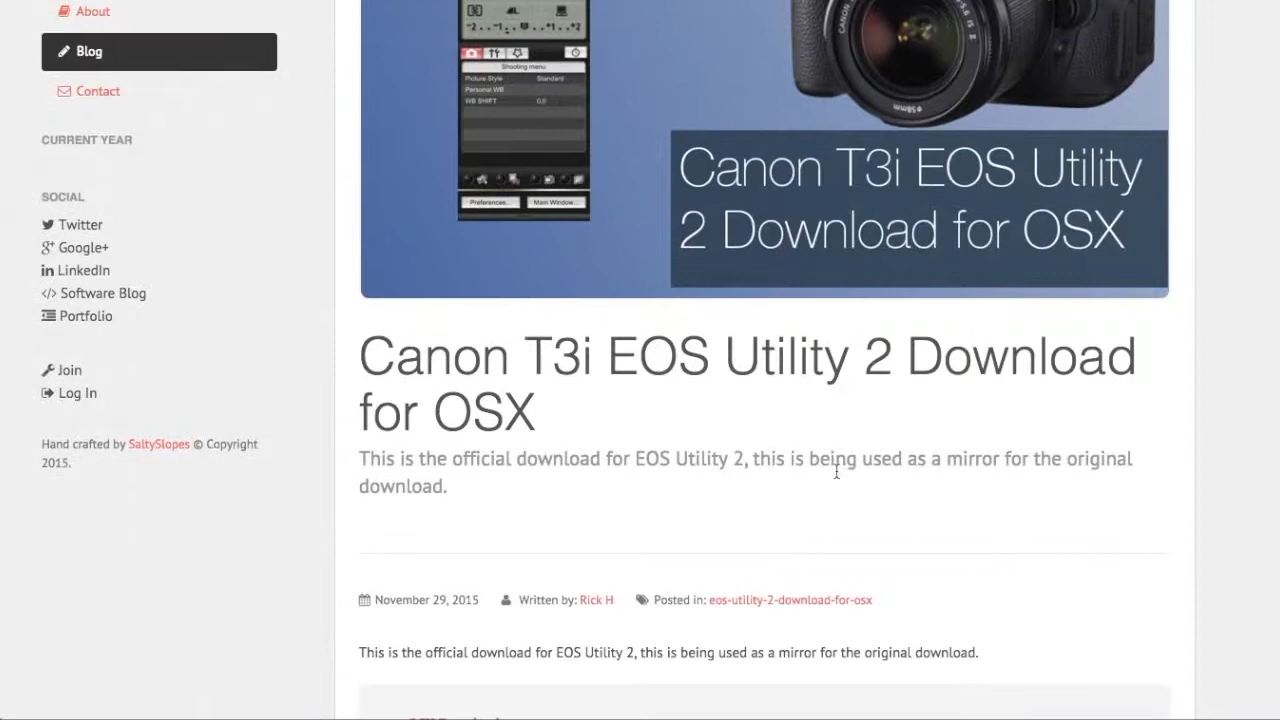 About
Blog
Contact
CURRENT YEAR
SOCIAL
Twitter
Google+
LinkedIn
Software Blog
Portfolio
Join
Log In
Hand crafted by SaltySlopes © Copyright
2015.
Shooting menu
Picture Style Standard
Personal WB
WB SHIFT 0,0
Preferences... Main Window...
CANON
58mm
Canon T3i EOS Utility
2 Download for OSX
Canon T3i EOS Utility 2 Download
for OSX
This is the official download for EOS Utility 2, this is being used as a mirror for the original
download.
November 29, 2015 Written by: Rick H Posted in: eos-utility-2-download-for-osx
This is the official download for EOS Utility 2, this is being used as a mirror for the original download.